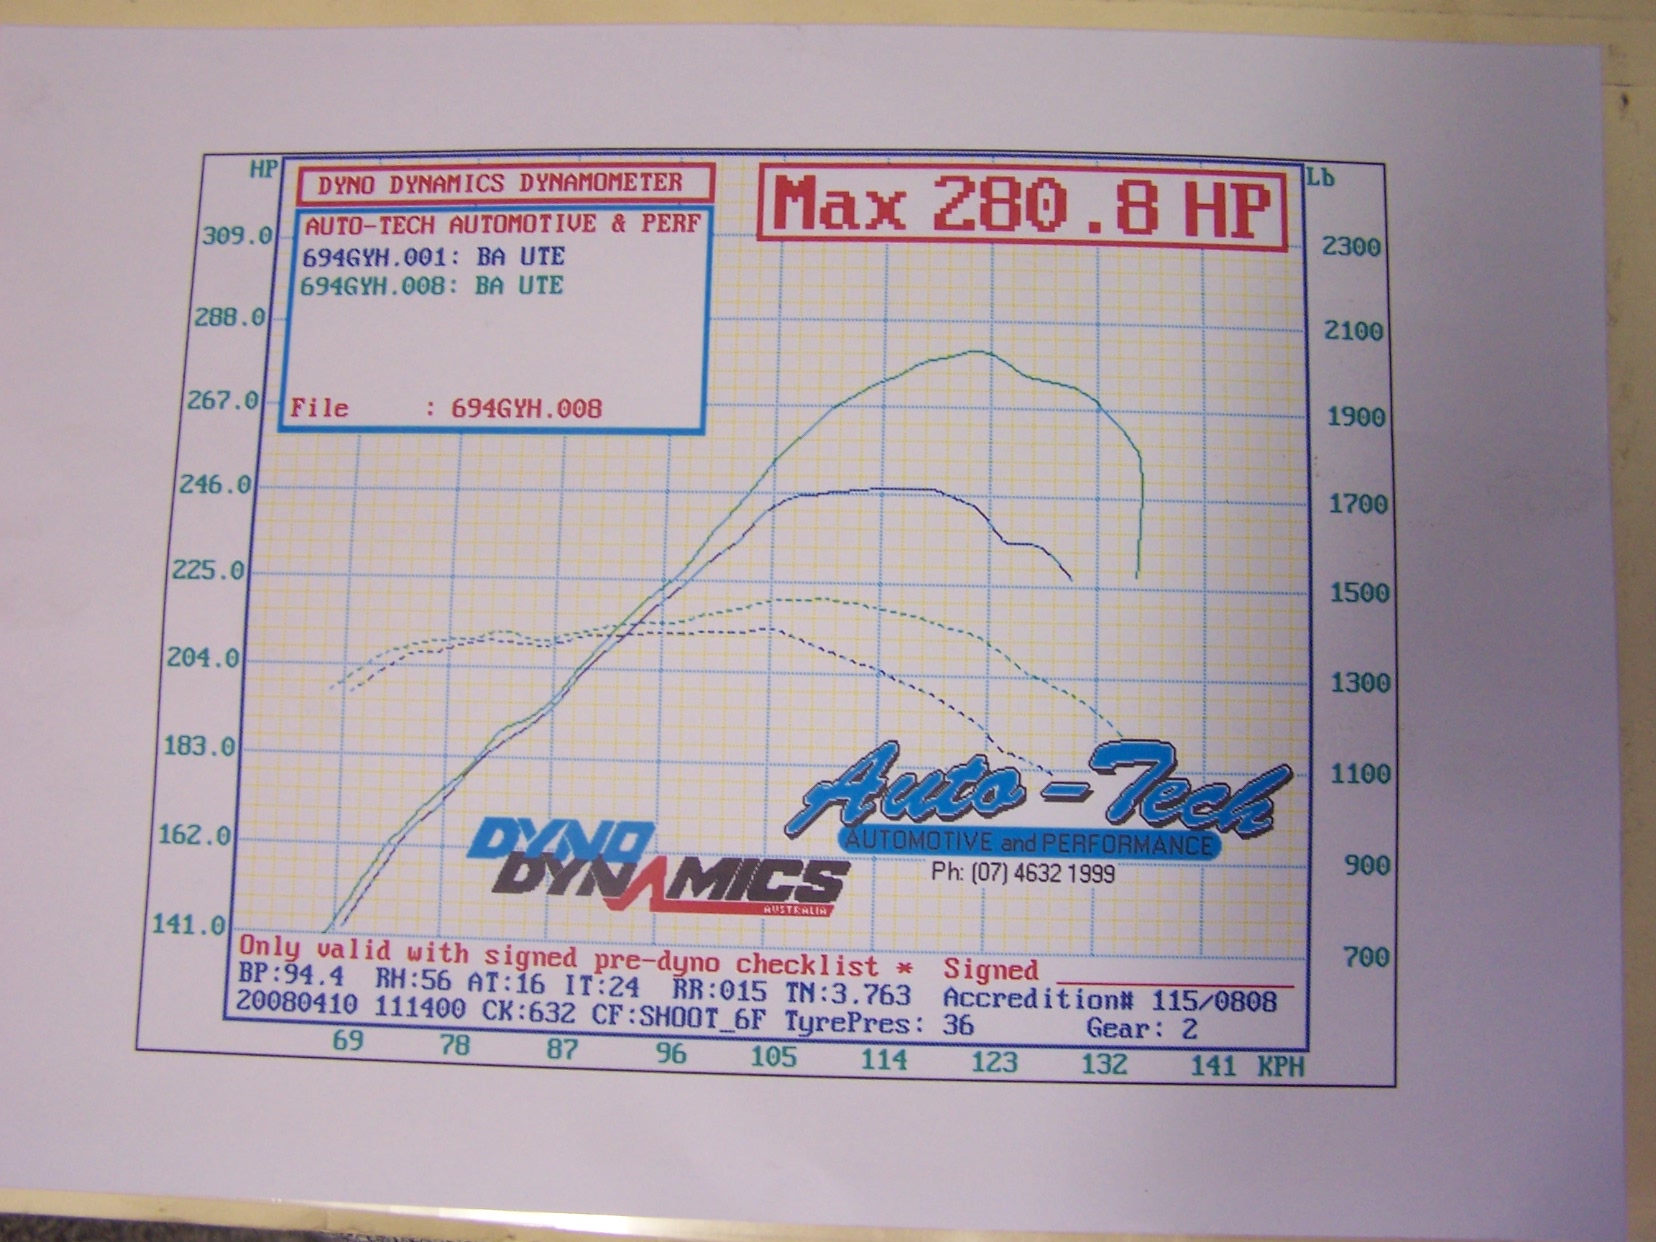 HP
Lb
DYNO DYNAMICS DYNAMOMETER
Max 280.8 HP
AUTO-TECH AUTOMOTIVE & PERF
694GYH.001: BA UTE
694GYH.008: BA UTE
File : 694GYH.008
309.0
288.0
267.0
246.0
225.0
204.0
183.0
162.0
141.0
2300
2100
1900
1700
1500
1300
1100
900
700
Auto-Tech
AUTOMOTIVE and PERFORMANCE
Ph: (07) 4632 1999
DYNO
DYNAMICS
AUSTRALIA
Only valid with signed pre-dyno checklist * Signed
BP:94.4 RH:56 AT:16 IT:24 RR:015 TN:3.763 Accredition# 115/0808
20080410 111400 CK:632 CF:SHOOT_6F TyrePres: 36 Gear: 2
69 78 87 96 105 114 123 132 141 KPH